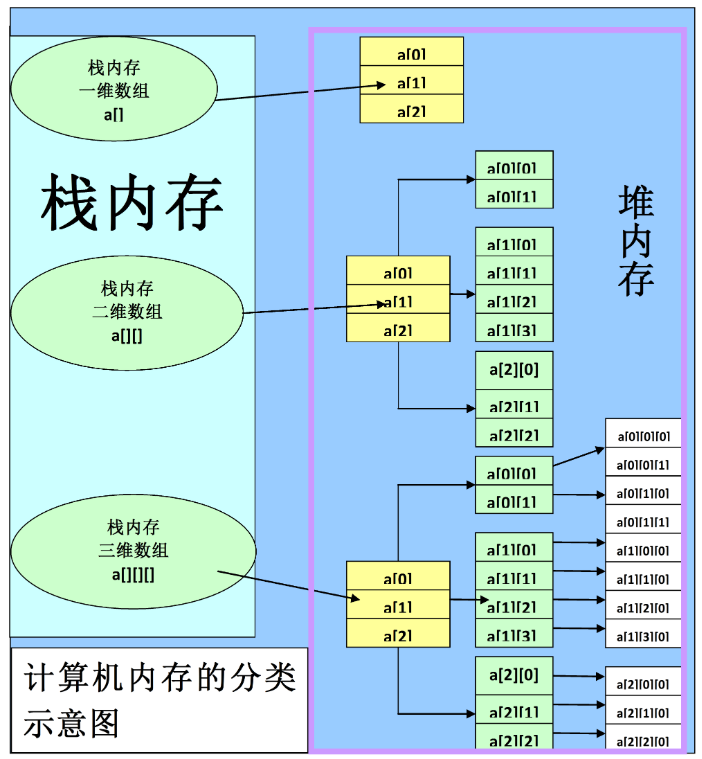 栈内存
一维数组
a[]
a[0]
a[1]
a[2]
栈内存
堆内存
a[0][0]
a[0][1]
栈内存
二维数组
a[][]
a[0]
a[1]
a[2]
a[1][0]
a[1][1]
a[1][2]
a[1][3]
a[2][0]
a[2][1]
a[2][2]
栈内存
三维数组
a[][][]
a[0]
a[1]
a[2]
a[0][0]
a[0][1]
a[1][0]
a[1][1]
a[1][2]
a[1][3]
a[2][0]
a[2][1]
a[2][2]
a[0][0][0]
a[0][0][1]
a[0][1][0]
a[0][1][1]
a[1][0][0]
a[1][1][0]
a[1][2][0]
a[1][3][0]
a[2][0][0]
a[2][1][0]
a[2][2][0]
计算机内存的分类
示意图